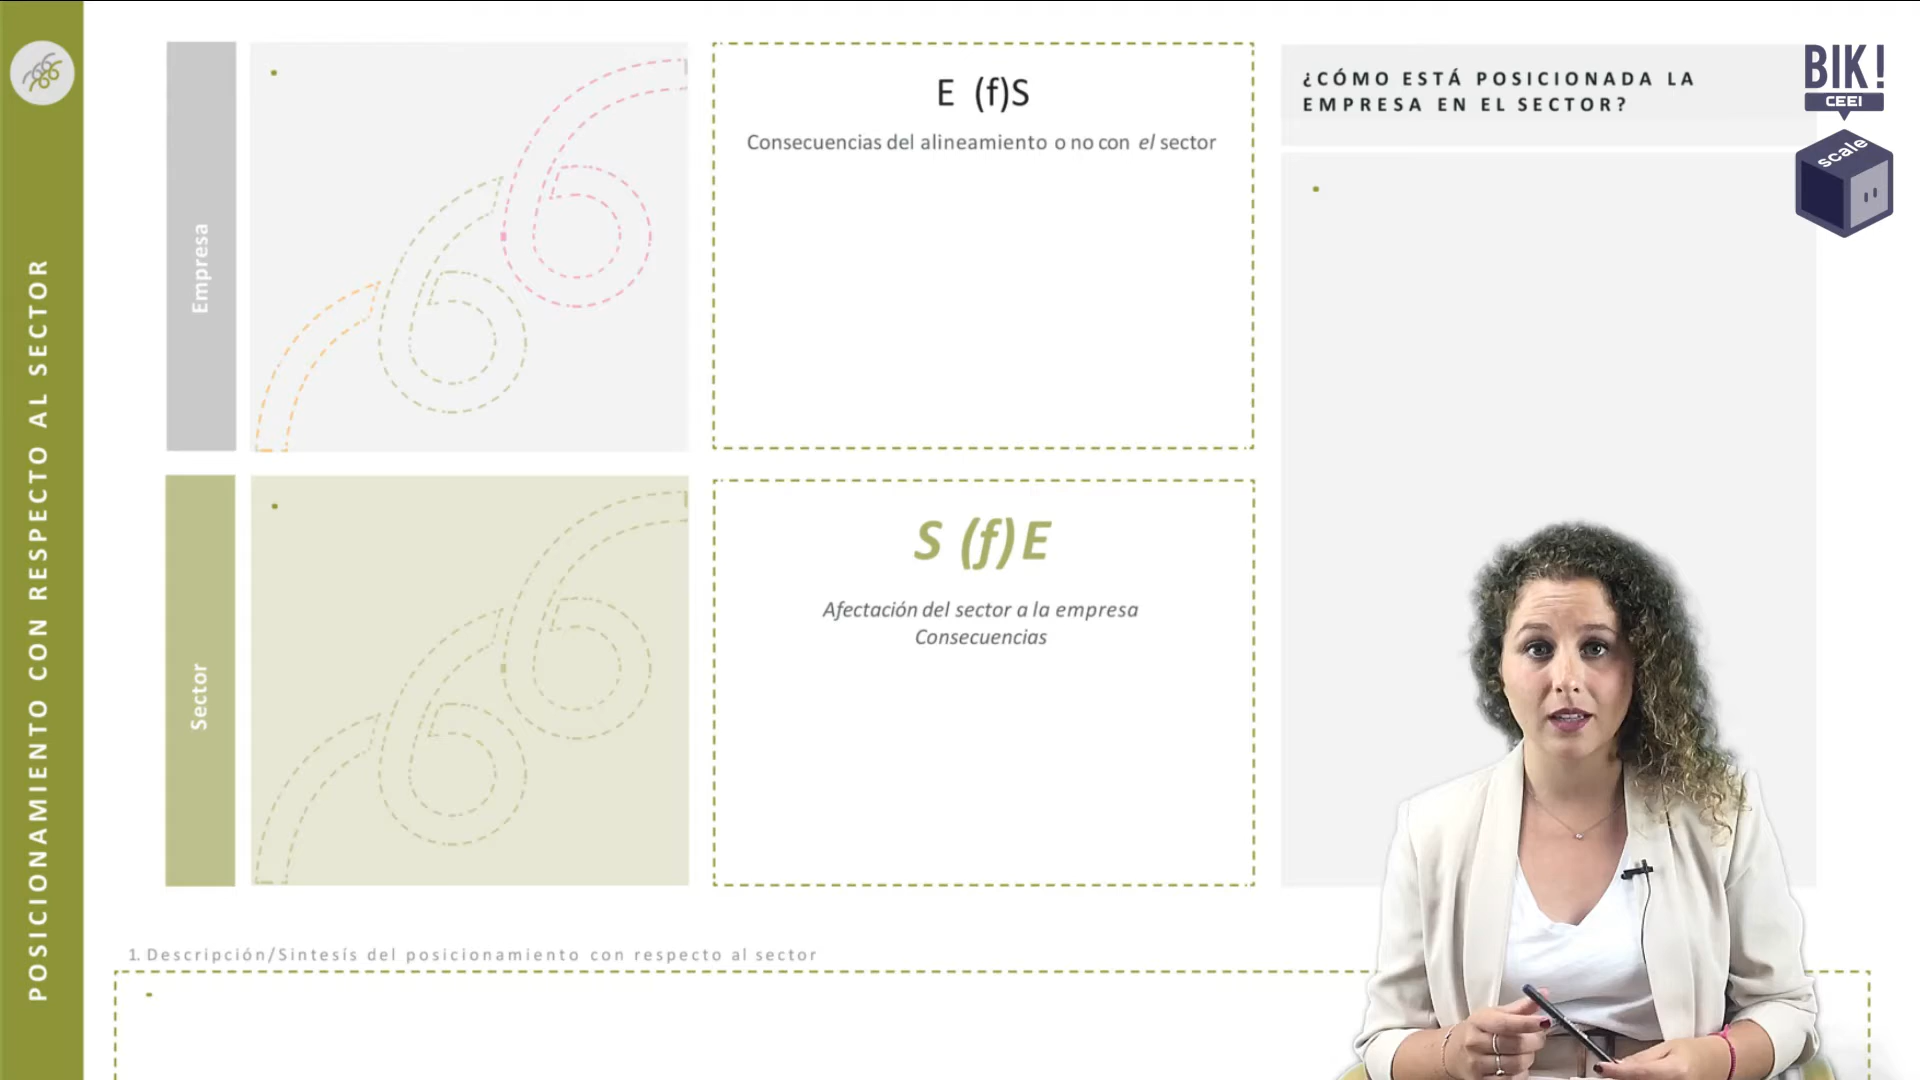 POSICIONAMIENTO CON RESPECTO AL SECTOR
Empresa
E (f)S
Consecuencias del alineamiento o no con el sector
¿CÓMO ESTÁ POSICIONADA LA
EMPRESA EN EL SECTOR?
BIK!
CEEI
scale
Sector
S (f) E
Afectación del sector a la empresa
Consecuencias
1. Descripción/Sintesís del posicionamiento con respecto al sector